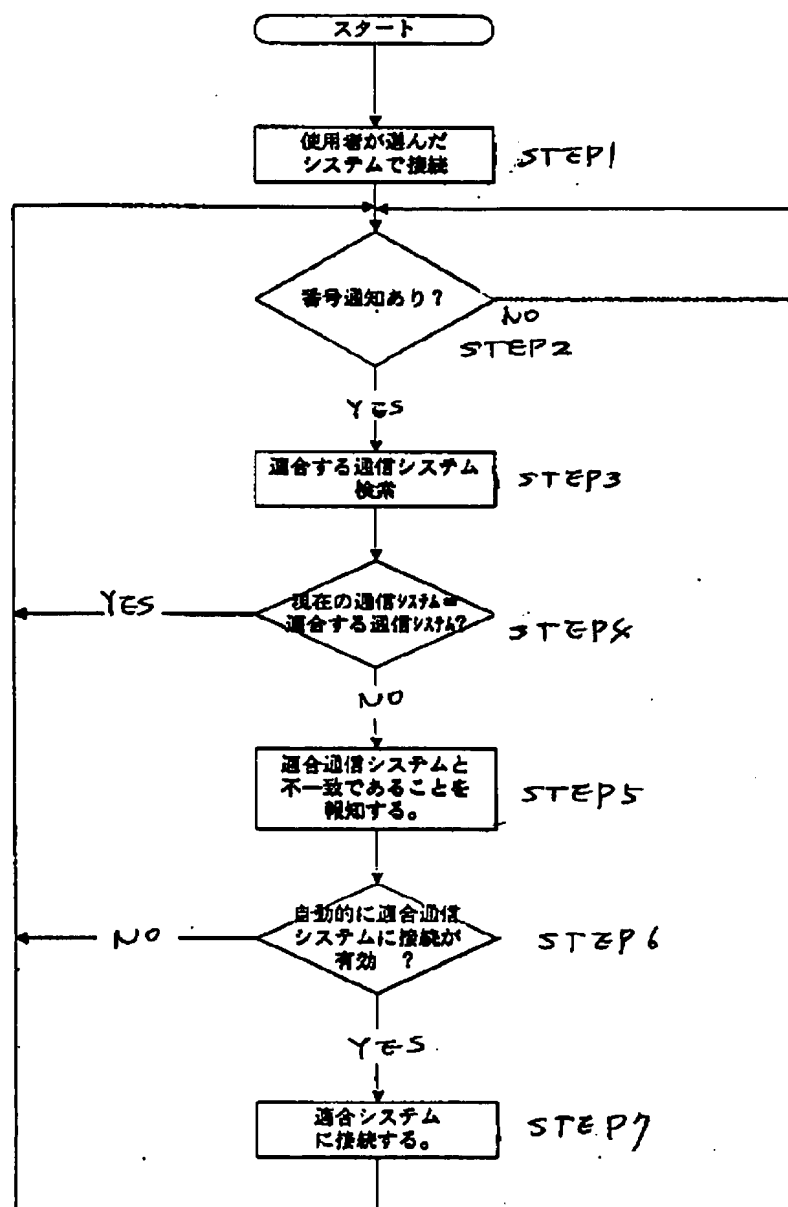 スタート
使用者が選んだ
システムで接続
STEP1
番号通知あり?
NO
STEP2
YES
適合する通信システム
検索
STEP3
現在の通信システム=
適合する通信システム?
YES
STEP4
NO
適合通信システムと
不一致であることを
報知する。
STEP5
自動的に適合通信
システムに接続が
有効 ?
NO
STEP6
YES
適合システム
に接続する。
STEP7